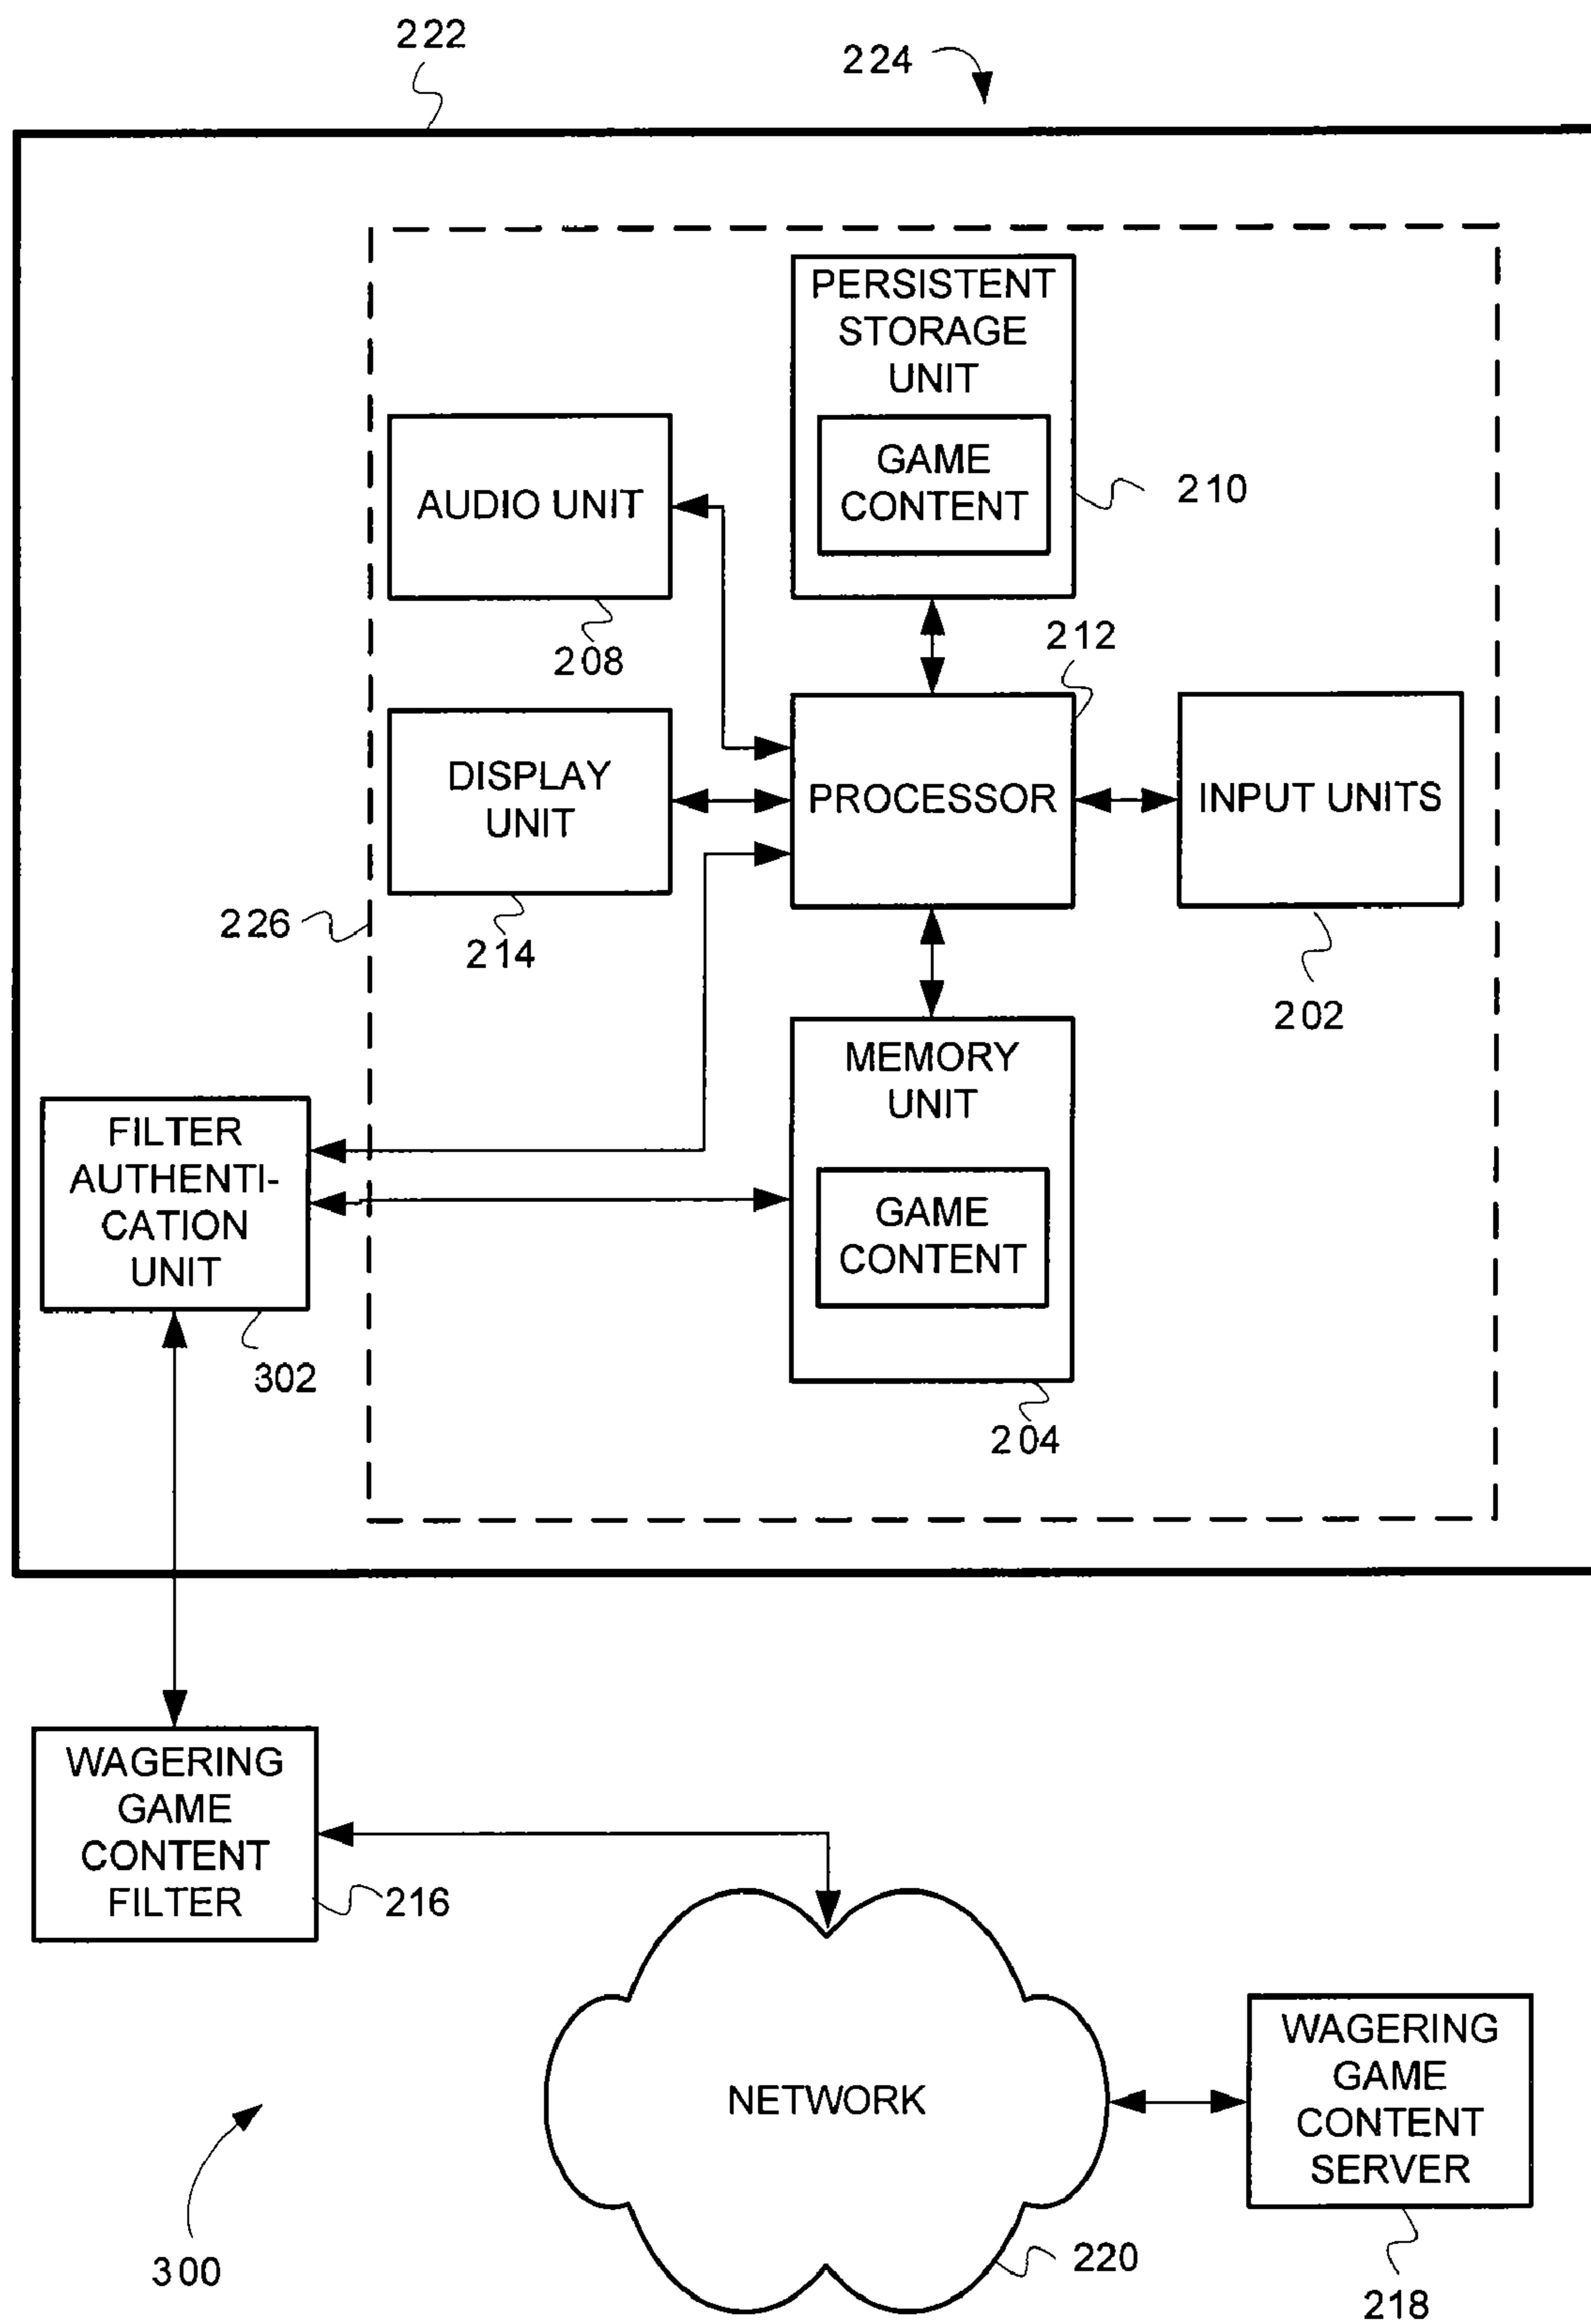 222
224
PERSISTENT
STORAGE
UNIT
GAME
CONTENT
210
AUDIO UNIT
208
212
DISPLAY
UNIT
PROCESSOR
INPUT UNITS
226
214
202
MEMORY
UNIT
GAME
CONTENT
FILTER
AUTHENTI-
CATION
UNIT
302
204
WAGERING
GAME
CONTENT
FILTER
216
NETWORK
WAGERING
GAME
CONTENT
SERVER
300
220
218